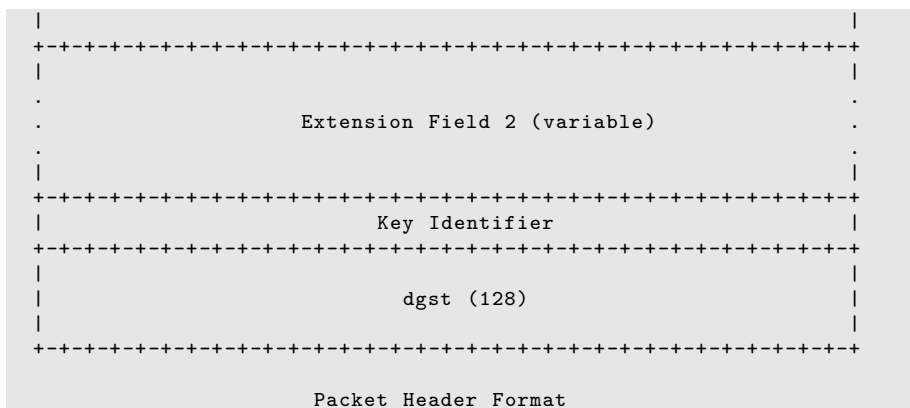 |                                                                 |
+-+-+-+-+-+-+-+-+-+-+-+-+-+-+-+-+-+-+-+-+-+-+-+-+-+-+-+-+-+-+-+-+-+
|                                                                 |
.                                                                 .
.                     Extension Field 2 (variable)                .
.                                                                 .
|                                                                 |
+-+-+-+-+-+-+-+-+-+-+-+-+-+-+-+-+-+-+-+-+-+-+-+-+-+-+-+-+-+-+-+-+-+
|                           Key Identifier                        |
+-+-+-+-+-+-+-+-+-+-+-+-+-+-+-+-+-+-+-+-+-+-+-+-+-+-+-+-+-+-+-+-+-+
|                                                                 |
|                             dgst (128)                          |
|                                                                 |
+-+-+-+-+-+-+-+-+-+-+-+-+-+-+-+-+-+-+-+-+-+-+-+-+-+-+-+-+-+-+-+-+-+
Packet Header Format